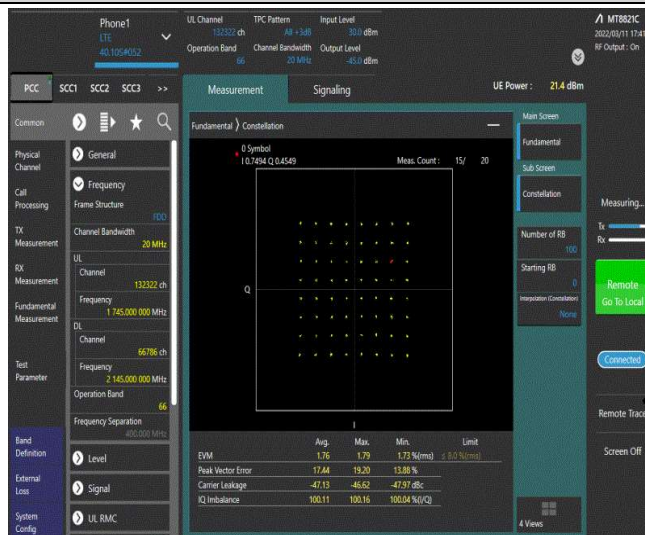 Phone1
LTE
40.105#052
UL Channel TPC Pattern Input Level
132322 ch All +3dB 30.0 dBm
Operation Band Channel Bandwidth Output Level
66 20 MHz -45.0 dBm
MT8821C
2022/03/11 17:41
RF Output : On
PCC SCC1 SCC2 SCC3 >>
Measurement Signaling
UE Power : 21.4 dBm
Common
Physical
Channel
Call
Processing
TX
Measurement
RX
Measurement
Fundamental
Measurement
Test
Parameter
Band
Definition
External
Loss
System
Config
General
Frequency
Frame Structure
FDD
Channel Bandwidth
20 MHz
UL
Channel
132322 ch
Frequency
1 745.000 000 MHz
DL
Channel
66786 ch
Frequency
2 145.000 000 MHz
Operation Band
66
Frequency Separation
400.000 MHz
Level
Signal
UL RMC
Fundamental 〉 Constellation
0 Symbol
I 0.7494 Q 0.4549 Meas. Count : 15/ 20
Q
I
Avg. Max. Min. Limit
EVM 1.76 1.79 1.73 %(rms) ≤ 8.0 %(rms)
Peak Vector Error 17.44 19.20 13.88 %
Carrier Leakage -47.13 -46.62 -47.97 dBc
IQ Imbalance 100.11 100.16 100.04 %(I/Q)
Main Screen
Fundamental
Sub Screen
Constellation
Number of RB
100
Starting RB
0
Interpolation (Constellation)
None
4 Views
Measuring...
Tx
Rx
Remote
Go To Local
Connected
Remote Trace
Screen Off